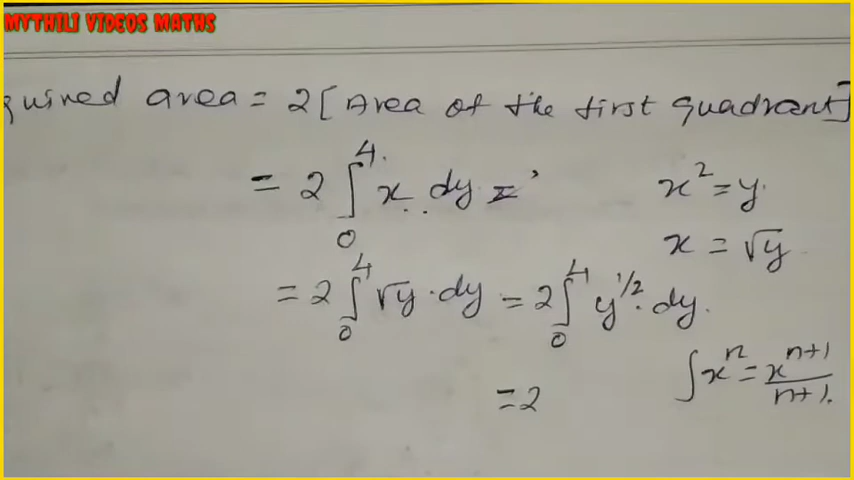 MYTHILI VIDEOS MATHS
quired area = 2[Area of the first quadrant]
= 2 ∫₀⁴ x dy =
x² = y
x = √y
= 2 ∫₀⁴ √y · dy = 2 ∫₀⁴ y^1/2 · dy.
∫xⁿ = x^n+1 / n+1.
= 2